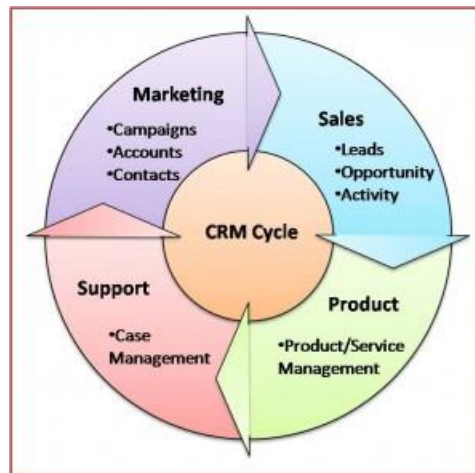 Marketing
•Campaigns
•Accounts
•Contacts
Sales
•Leads
•Opportunity
•Activity
CRM Cycle
Support
•Case
Management
Product
•Product/Service
Management